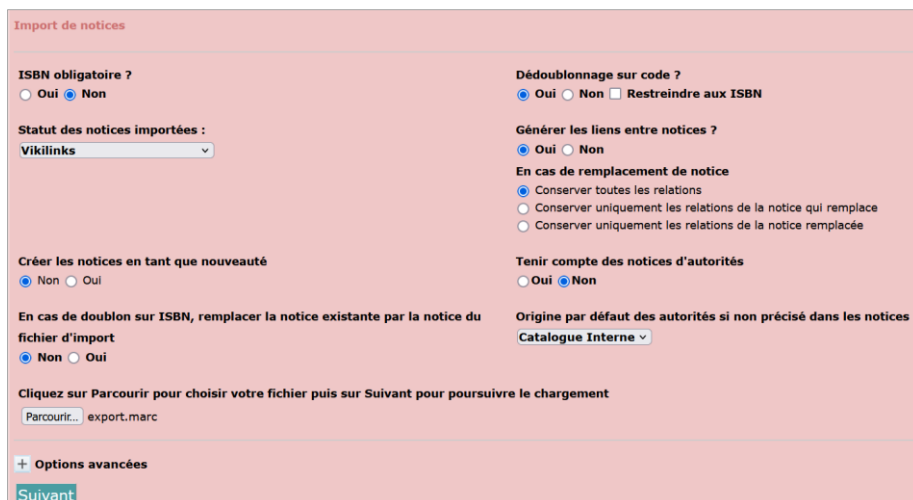 Import de notices
ISBN obligatoire ?
Oui Non
Dédoublonnage sur code ?
Oui Non Restreindre aux ISBN
Statut des notices importées :
Vikilinks
Générer les liens entre notices ?
Oui Non
En cas de remplacement de notice
Conserver toutes les relations
Conserver uniquement les relations de la notice qui remplace
Conserver uniquement les relations de la notice remplacée
Créer les notices en tant que nouveauté
Non Oui
Tenir compte des notices d'autorités
Oui Non
En cas de doublon sur ISBN, remplacer la notice existante par la notice du
fichier d'import
Non Oui
Origine par défaut des autorités si non précisé dans les notices
Catalogue Interne
Cliquez sur Parcourir pour choisir votre fichier puis sur Suivant pour poursuivre le chargement
Parcourir... export.marc
+ Options avancées
Suivant